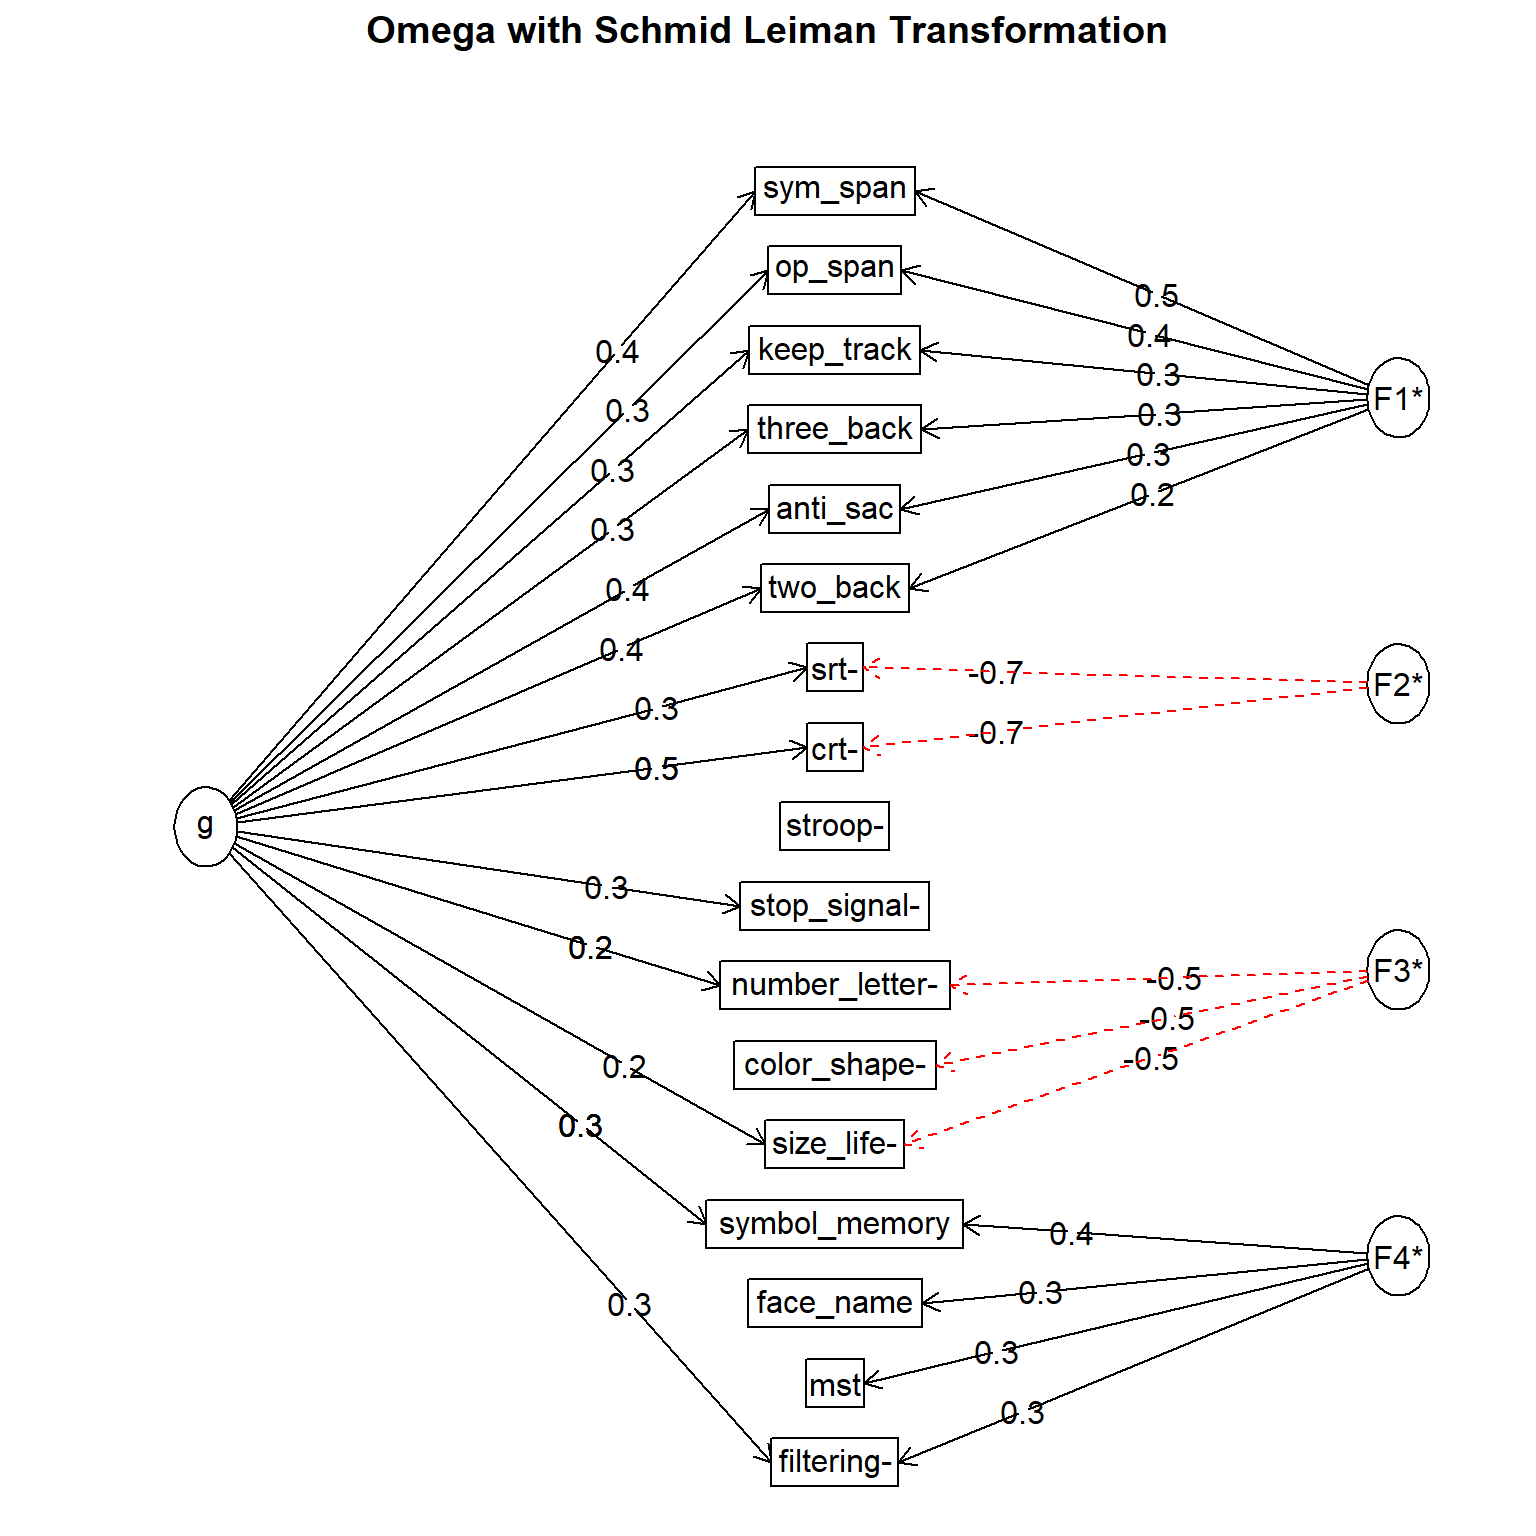 Omega with Schmid Leiman Transformation
sym_span
op_span
keep_track
three_back
anti_sac
two_back
srt-
crt-
stroop-
stop_signal-
number_letter-
color_shape-
size_life-
symbol_memory
face_name
mst
filtering-
g
0.4
0.3
0.3
0.3
0.4
0.4
0.3
0.5
0.3
0.2
0.2
0.3
0.3
F1*
0.5
0.4
0.3
0.3
0.3
0.2
F2*
-0.7
-0.7
F3*
-0.5
-0.5
-0.5
F4*
0.4
0.3
0.3
0.3